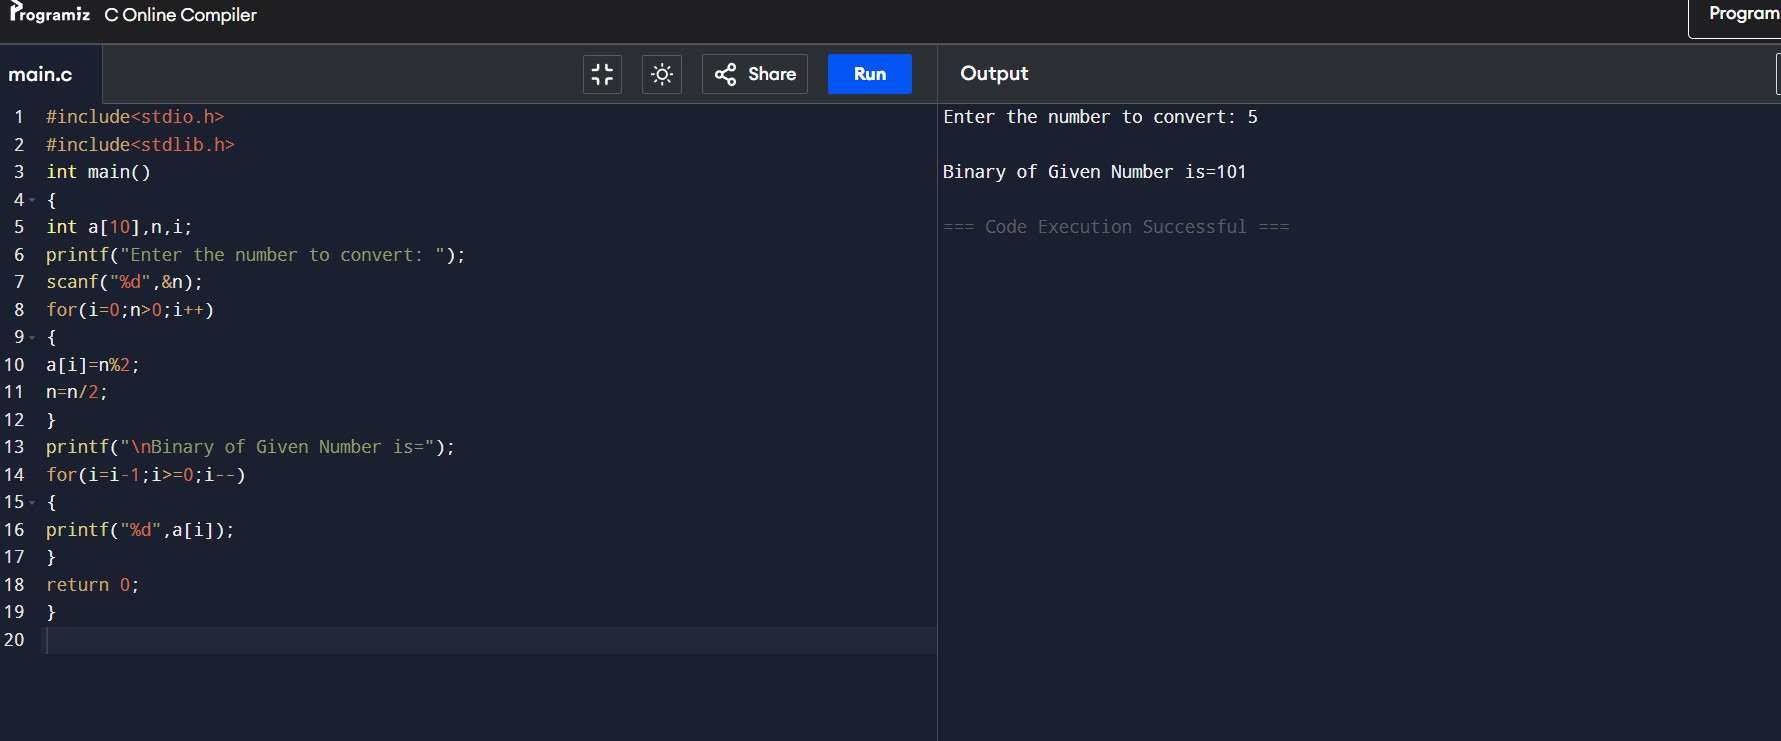 Programiz C Online Compiler
Program
main.c
Share
Run
Output
1 #include<stdio.h>
2 #include<stdlib.h>
3 int main()
4 {
5 int a[10],n,i;
6 printf("Enter the number to convert: ");
7 scanf("%d",&n);
8 for(i=0;n>0;i++)
9 {
10 a[i]=n%2;
11 n=n/2;
12 }
13 printf("\nBinary of Given Number is=");
14 for(i=i-1;i>=0;i--)
15 {
16 printf("%d",a[i]);
17 }
18 return 0;
19 }
20
Enter the number to convert: 5
Binary of Given Number is=101
=== Code Execution Successful ===